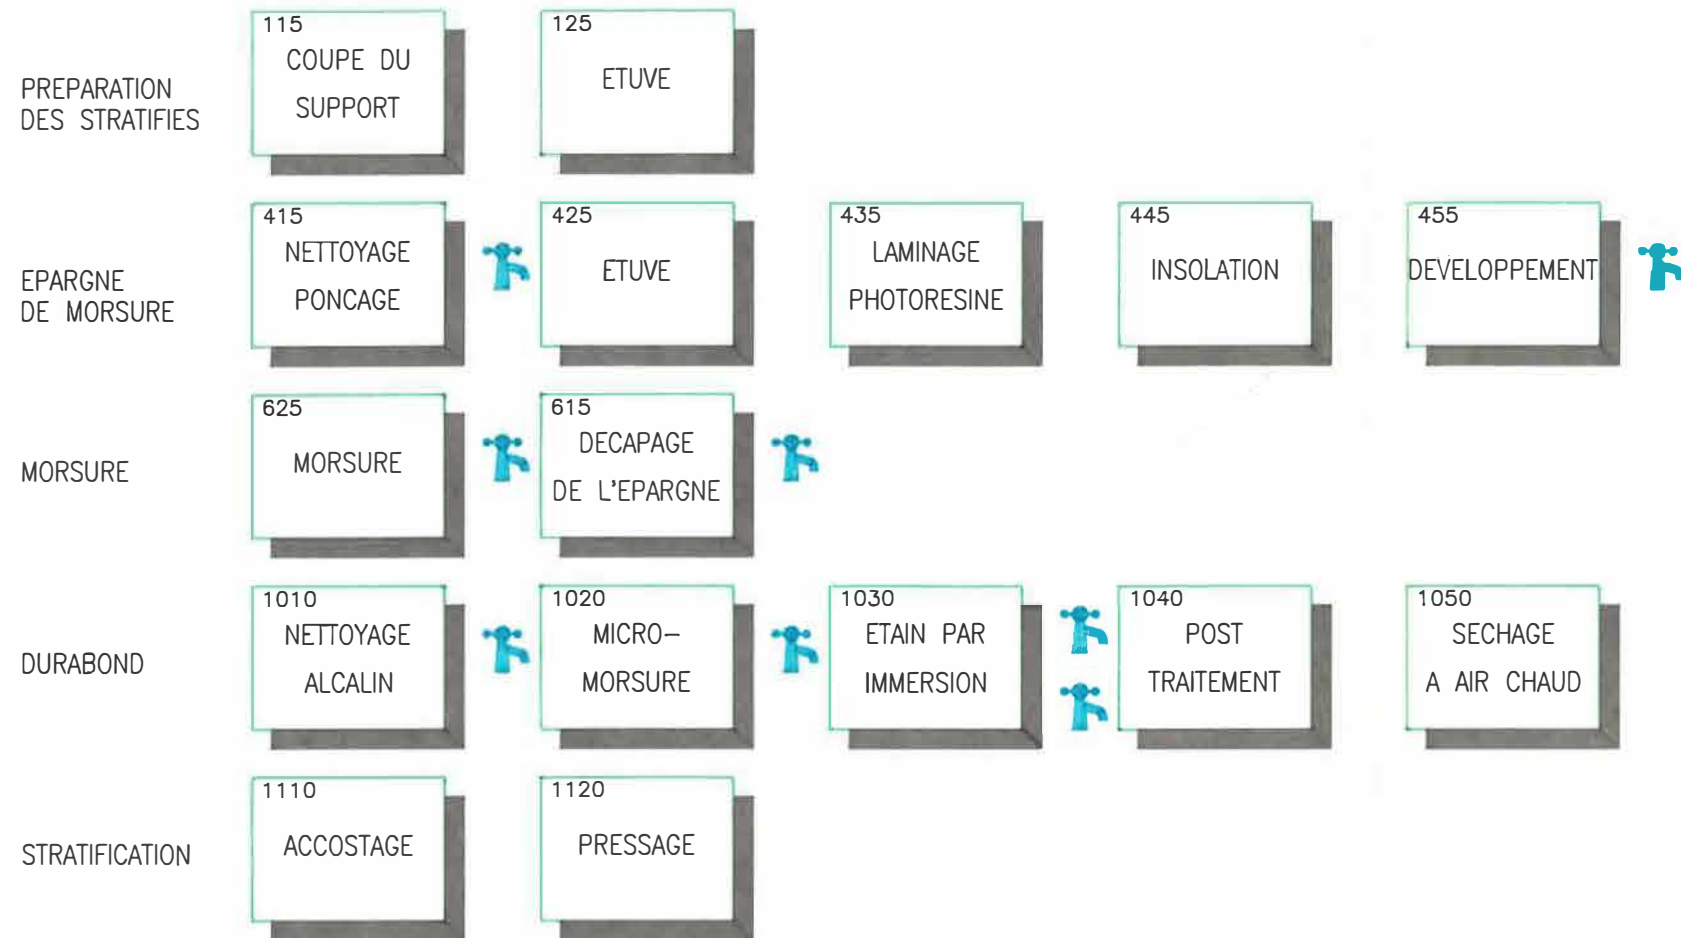 PREPARATION
DES STRATIFIES
115
COUPE DU
SUPPORT
125
ETUVE
EPARGNE
DE MORSURE
415
NETTOYAGE
PONCAGE
425
ETUVE
435
LAMINAGE
PHOTORESINE
445
INSOLATION
455
DEVELOPPEMENT
MORSURE
625
MORSURE
615
DECAPAGE
DE L'EPARGNE
DURABOND
1010
NETTOYAGE
ALCALIN
1020
MICRO-
MORSURE
1030
ETAIN PAR
IMMERSION
1040
POST
TRAITEMENT
1050
SECHAGE
A AIR CHAUD
STRATIFICATION
1110
ACCOSTAGE
1120
PRESSAGE